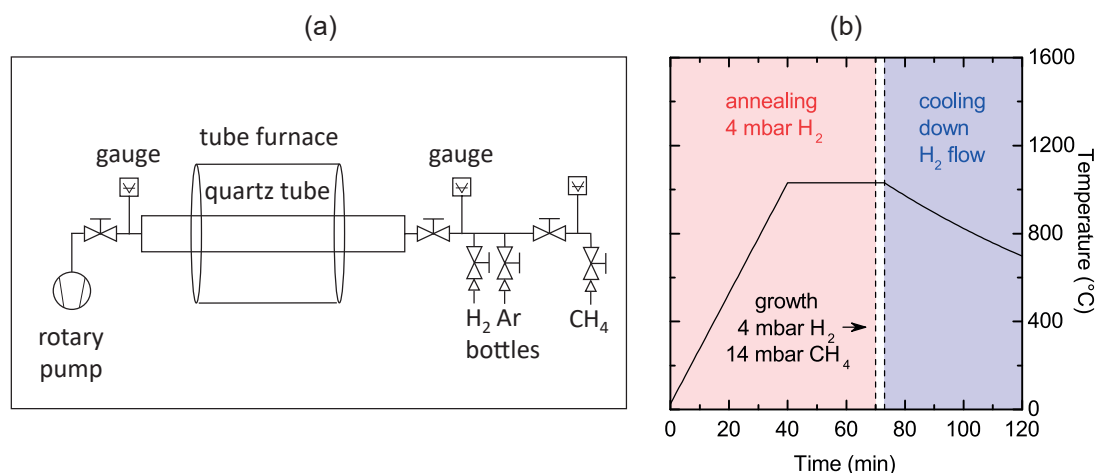 (a)
tube furnace
gauge
gauge
quartz tube
H₂ Ar
bottles
CH₄
rotary
pump
(b)
annealing
4 mbar H₂
cooling
down
H₂ flow
growth
4 mbar H₂ →
14 mbar CH₄
1600
1200
800
400
0
Temperature (°C)
0 20 40 60 80 100 120
Time (min)